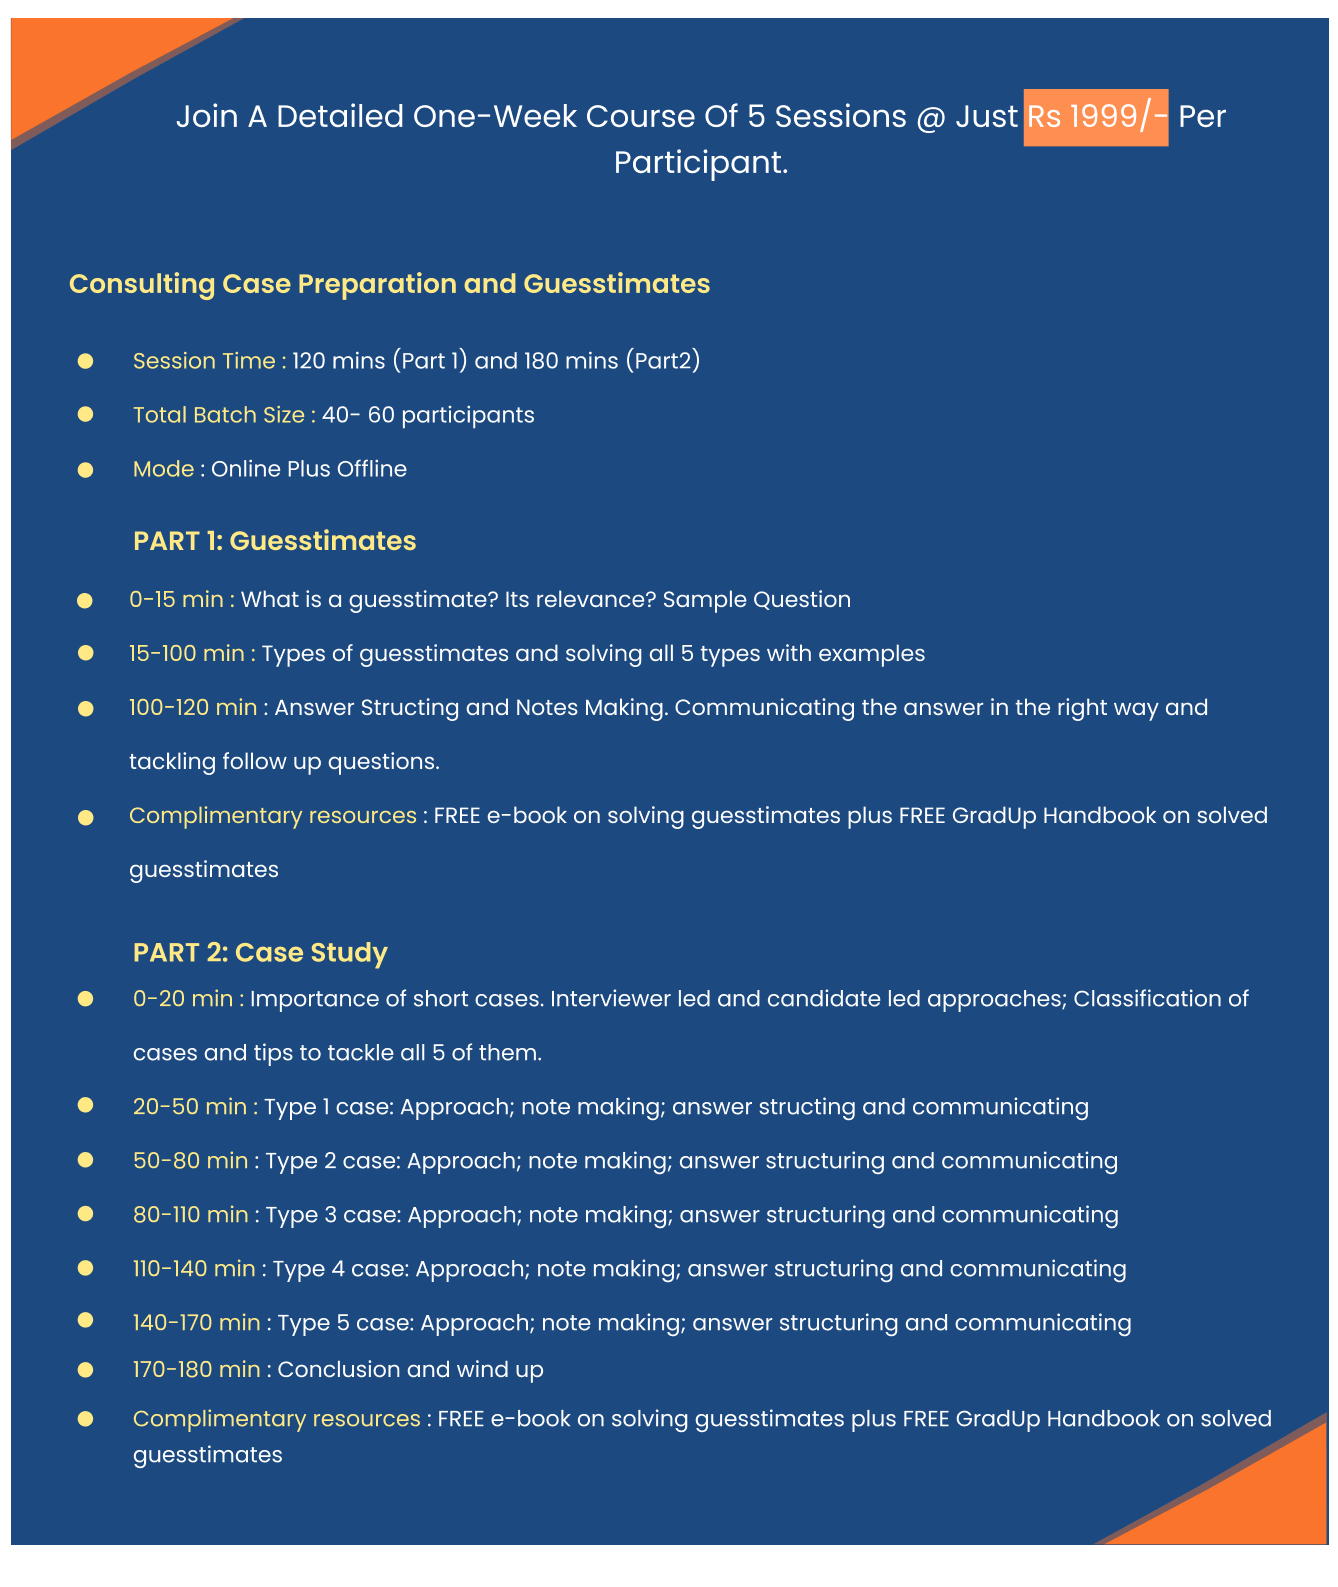 Join A Detailed One-Week Course Of 5 Sessions @ Just Rs 1999/- Per
Participant.
Consulting Case Preparation and Guesstimates
Session Time : 120 mins (Part 1) and 180 mins (Part2)
Total Batch Size : 40- 60 participants
Mode : Online Plus Offline
PART 1: Guesstimates
0-15 min : What is a guesstimate? Its relevance? Sample Question
15-100 min : Types of guesstimates and solving all 5 types with examples
100-120 min : Answer Structing and Notes Making. Communicating the answer in the right way and
tackling follow up questions.
Complimentary resources : FREE e-book on solving guesstimates plus FREE GradUp Handbook on solved
guesstimates
PART 2: Case Study
0-20 min : Importance of short cases. Interviewer led and candidate led approaches; Classification of
cases and tips to tackle all 5 of them.
20-50 min : Type 1 case: Approach; note making; answer structing and communicating
50-80 min : Type 2 case: Approach; note making; answer structuring and communicating
80-110 min : Type 3 case: Approach; note making; answer structuring and communicating
110-140 min : Type 4 case: Approach; note making; answer structuring and communicating
140-170 min : Type 5 case: Approach; note making; answer structuring and communicating
170-180 min : Conclusion and wind up
Complimentary resources : FREE e-book on solving guesstimates plus FREE GradUp Handbook on solved
guesstimates